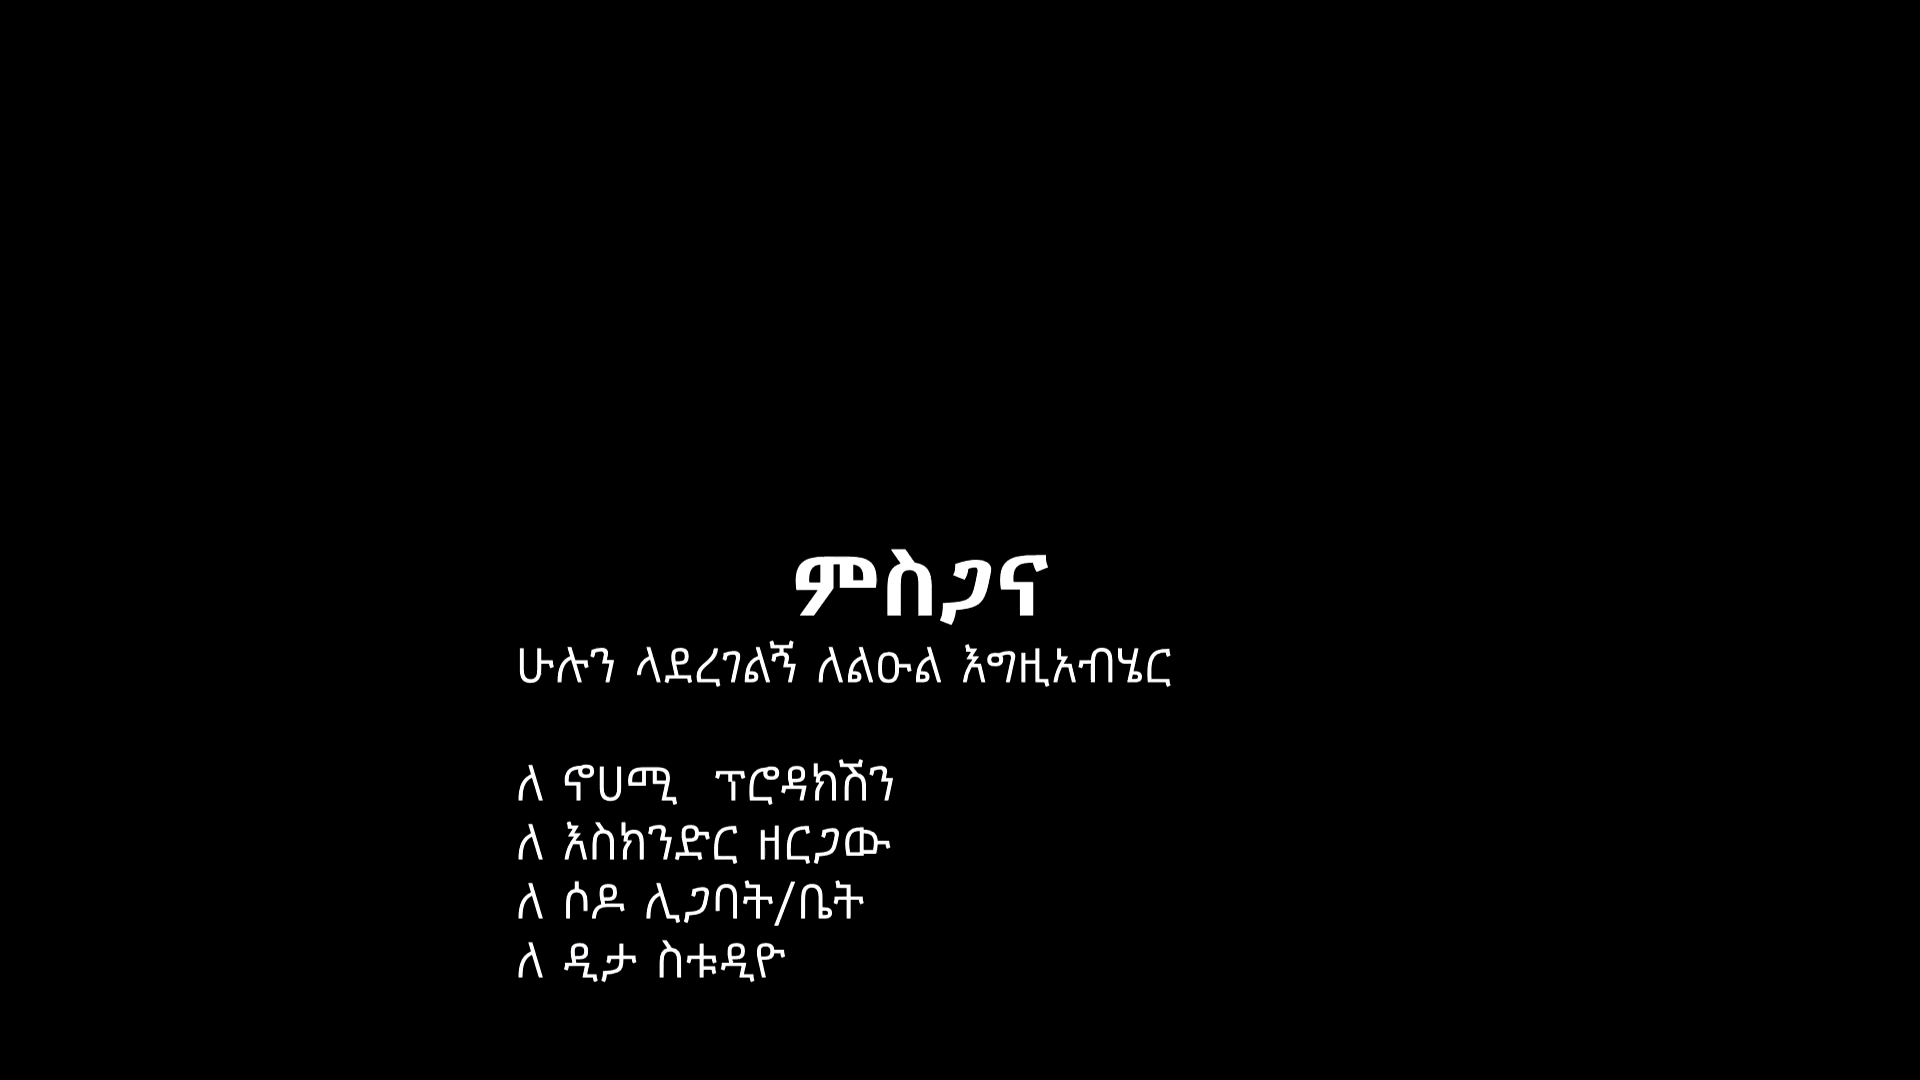 ምስጋና
ሁሉን ላደረገልኝ ለልዑል እግዚአብሄር
ለ ኖሀሚ ፕሮዳክሽን
ለ እስክንድር ዘርጋው
ለ ሶዶ ሊጋባት/ቤት
ለ ዲታ ስቱዲዮ